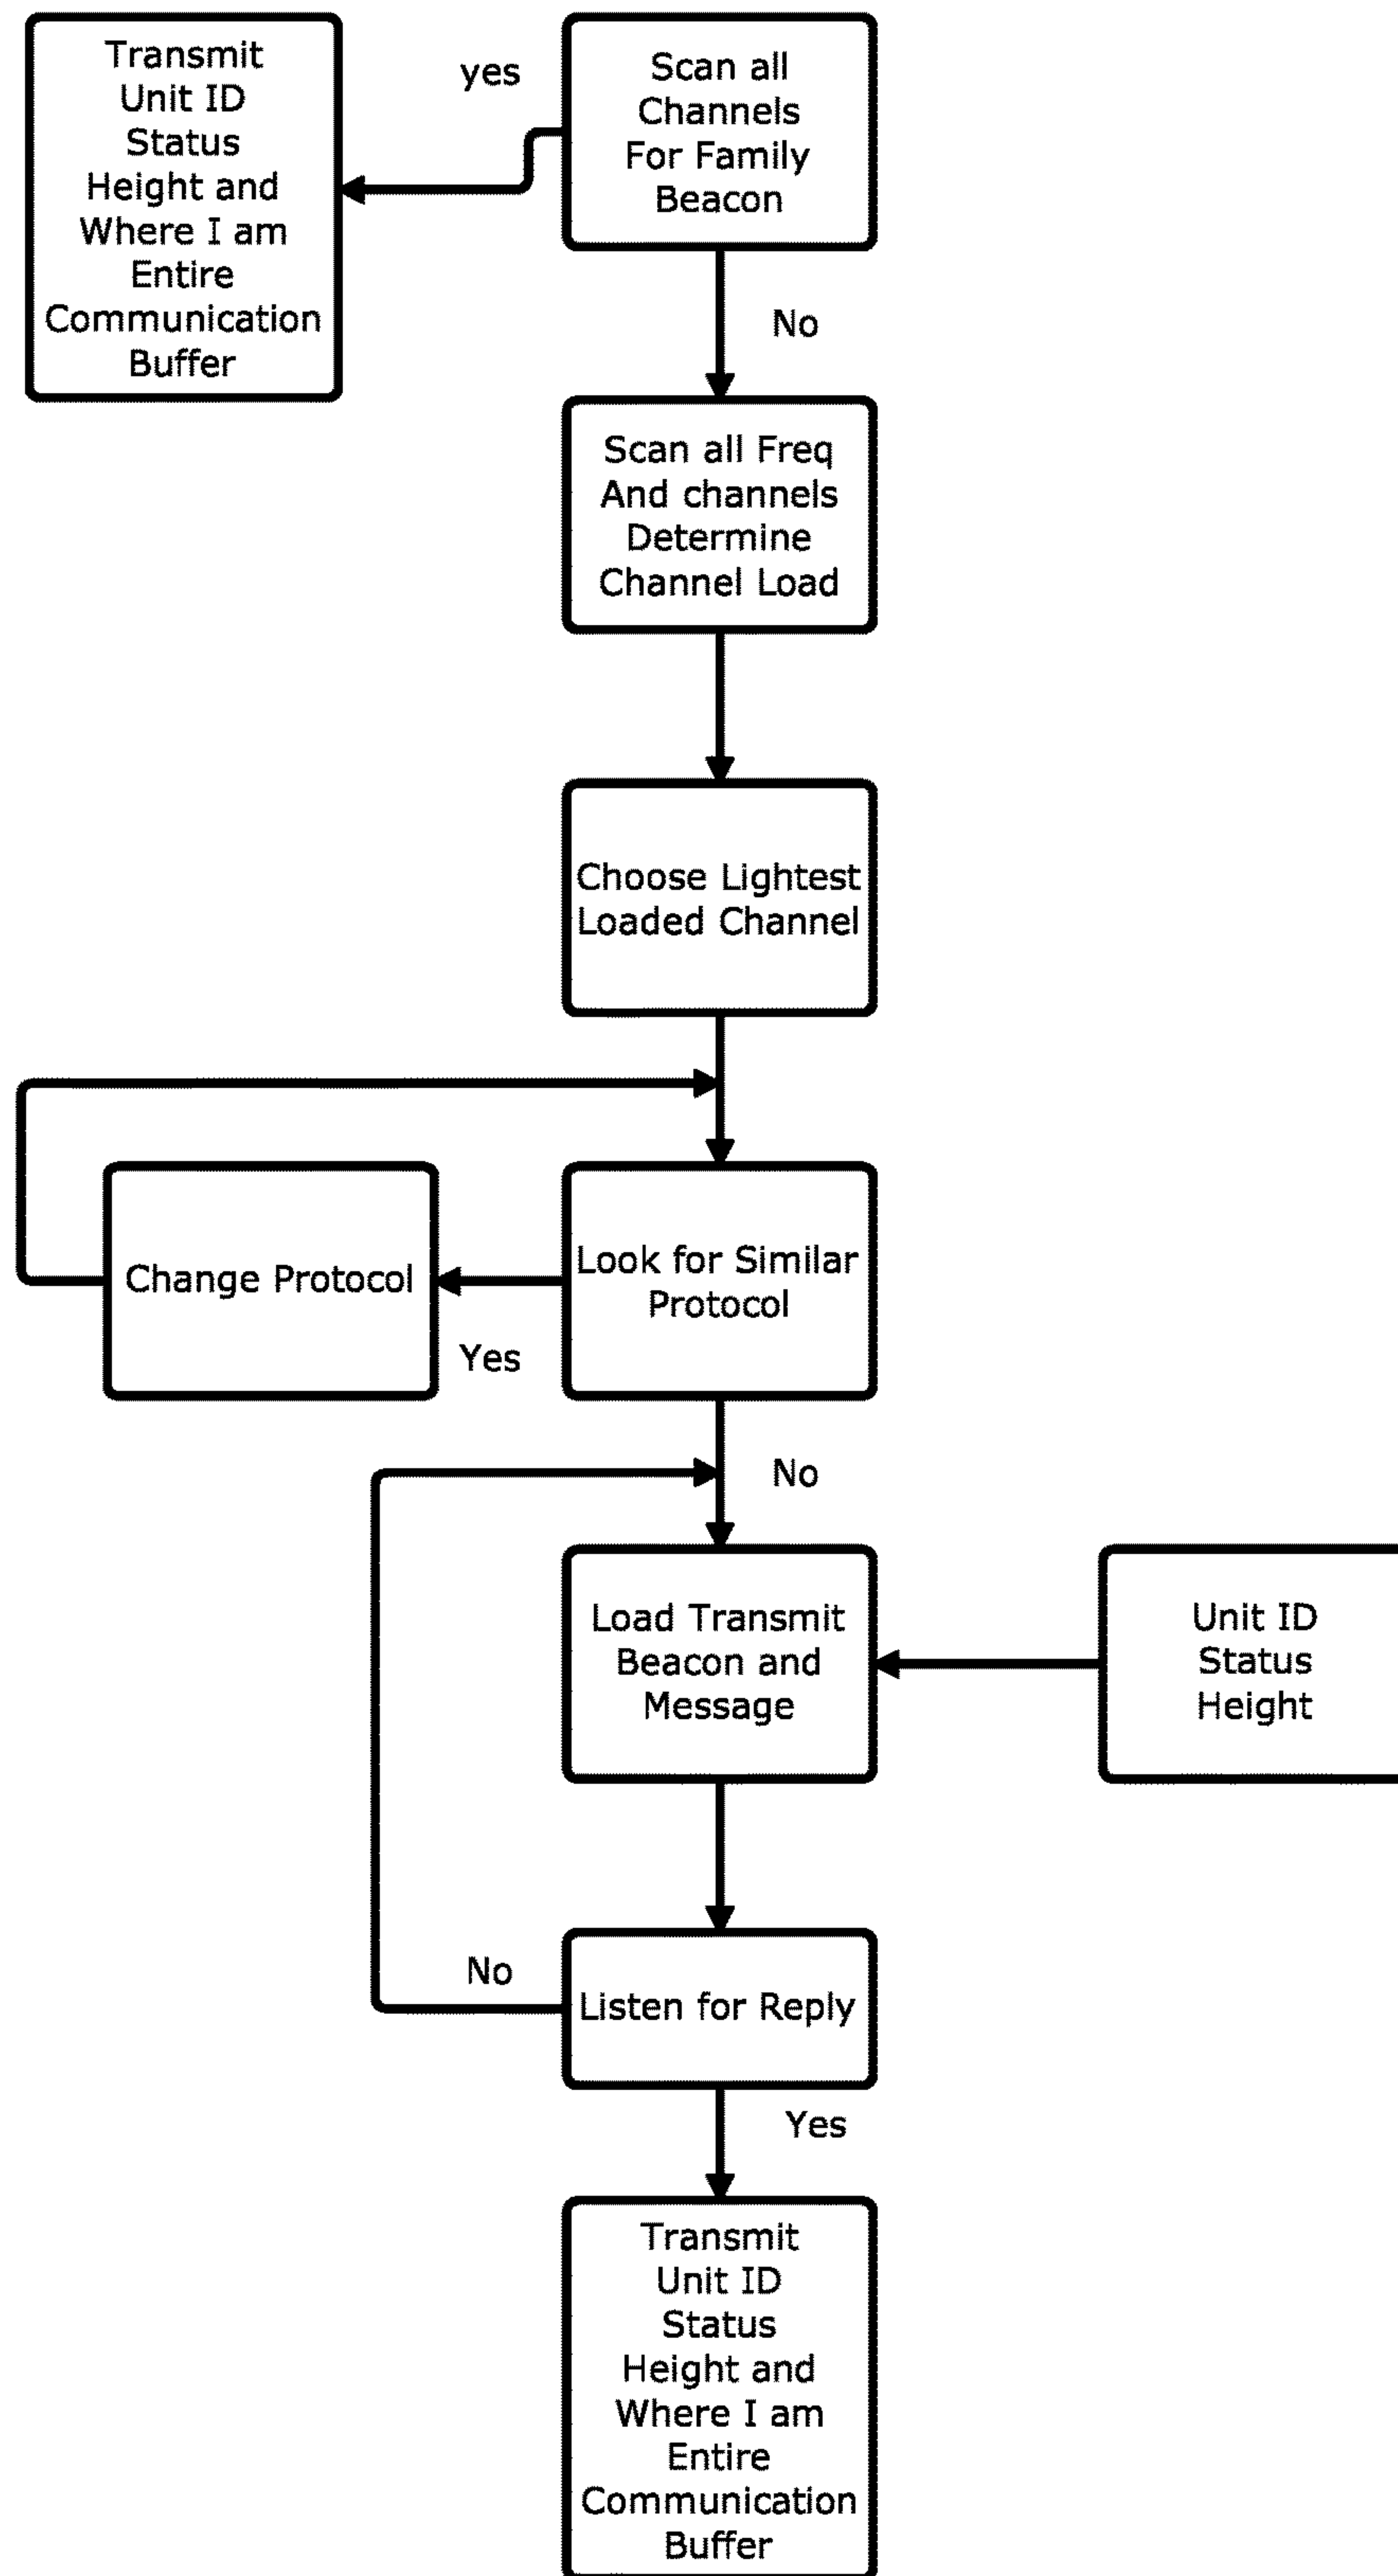 Transmit
Unit ID
Status
Height and
Where I am
Entire
Communication
Buffer
yes
Scan all
Channels
For Family
Beacon
No
Scan all Freq
And channels
Determine
Channel Load
Choose Lightest
Loaded Channel
Change Protocol
Yes
Look for Similar
Protocol
No
Load Transmit
Beacon and
Message
Unit ID
Status
Height
No
Listen for Reply
Yes
Transmit
Unit ID
Status
Height and
Where I am
Entire
Communication
Buffer